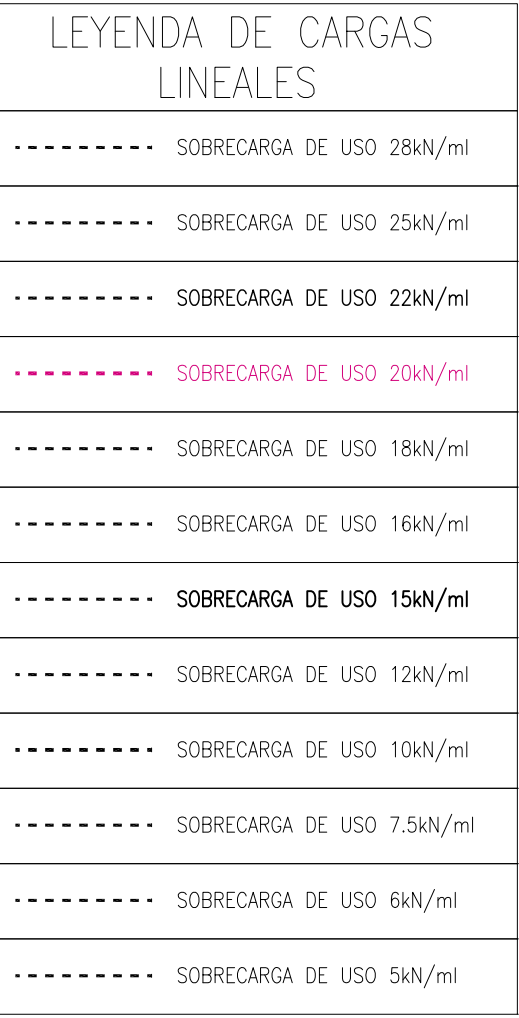 LEYENDA DE CARGAS
LINEALES
SOBRECARGA DE USO 28kN/ml
SOBRECARGA DE USO 25kN/ml
SOBRECARGA DE USO 22kN/ml
SOBRECARGA DE USO 20kN/ml
SOBRECARGA DE USO 18kN/ml
SOBRECARGA DE USO 16kN/ml
SOBRECARGA DE USO 15kN/ml
SOBRECARGA DE USO 12kN/ml
SOBRECARGA DE USO 10kN/ml
SOBRECARGA DE USO 7.5kN/ml
SOBRECARGA DE USO 6kN/ml
SOBRECARGA DE USO 5kN/ml